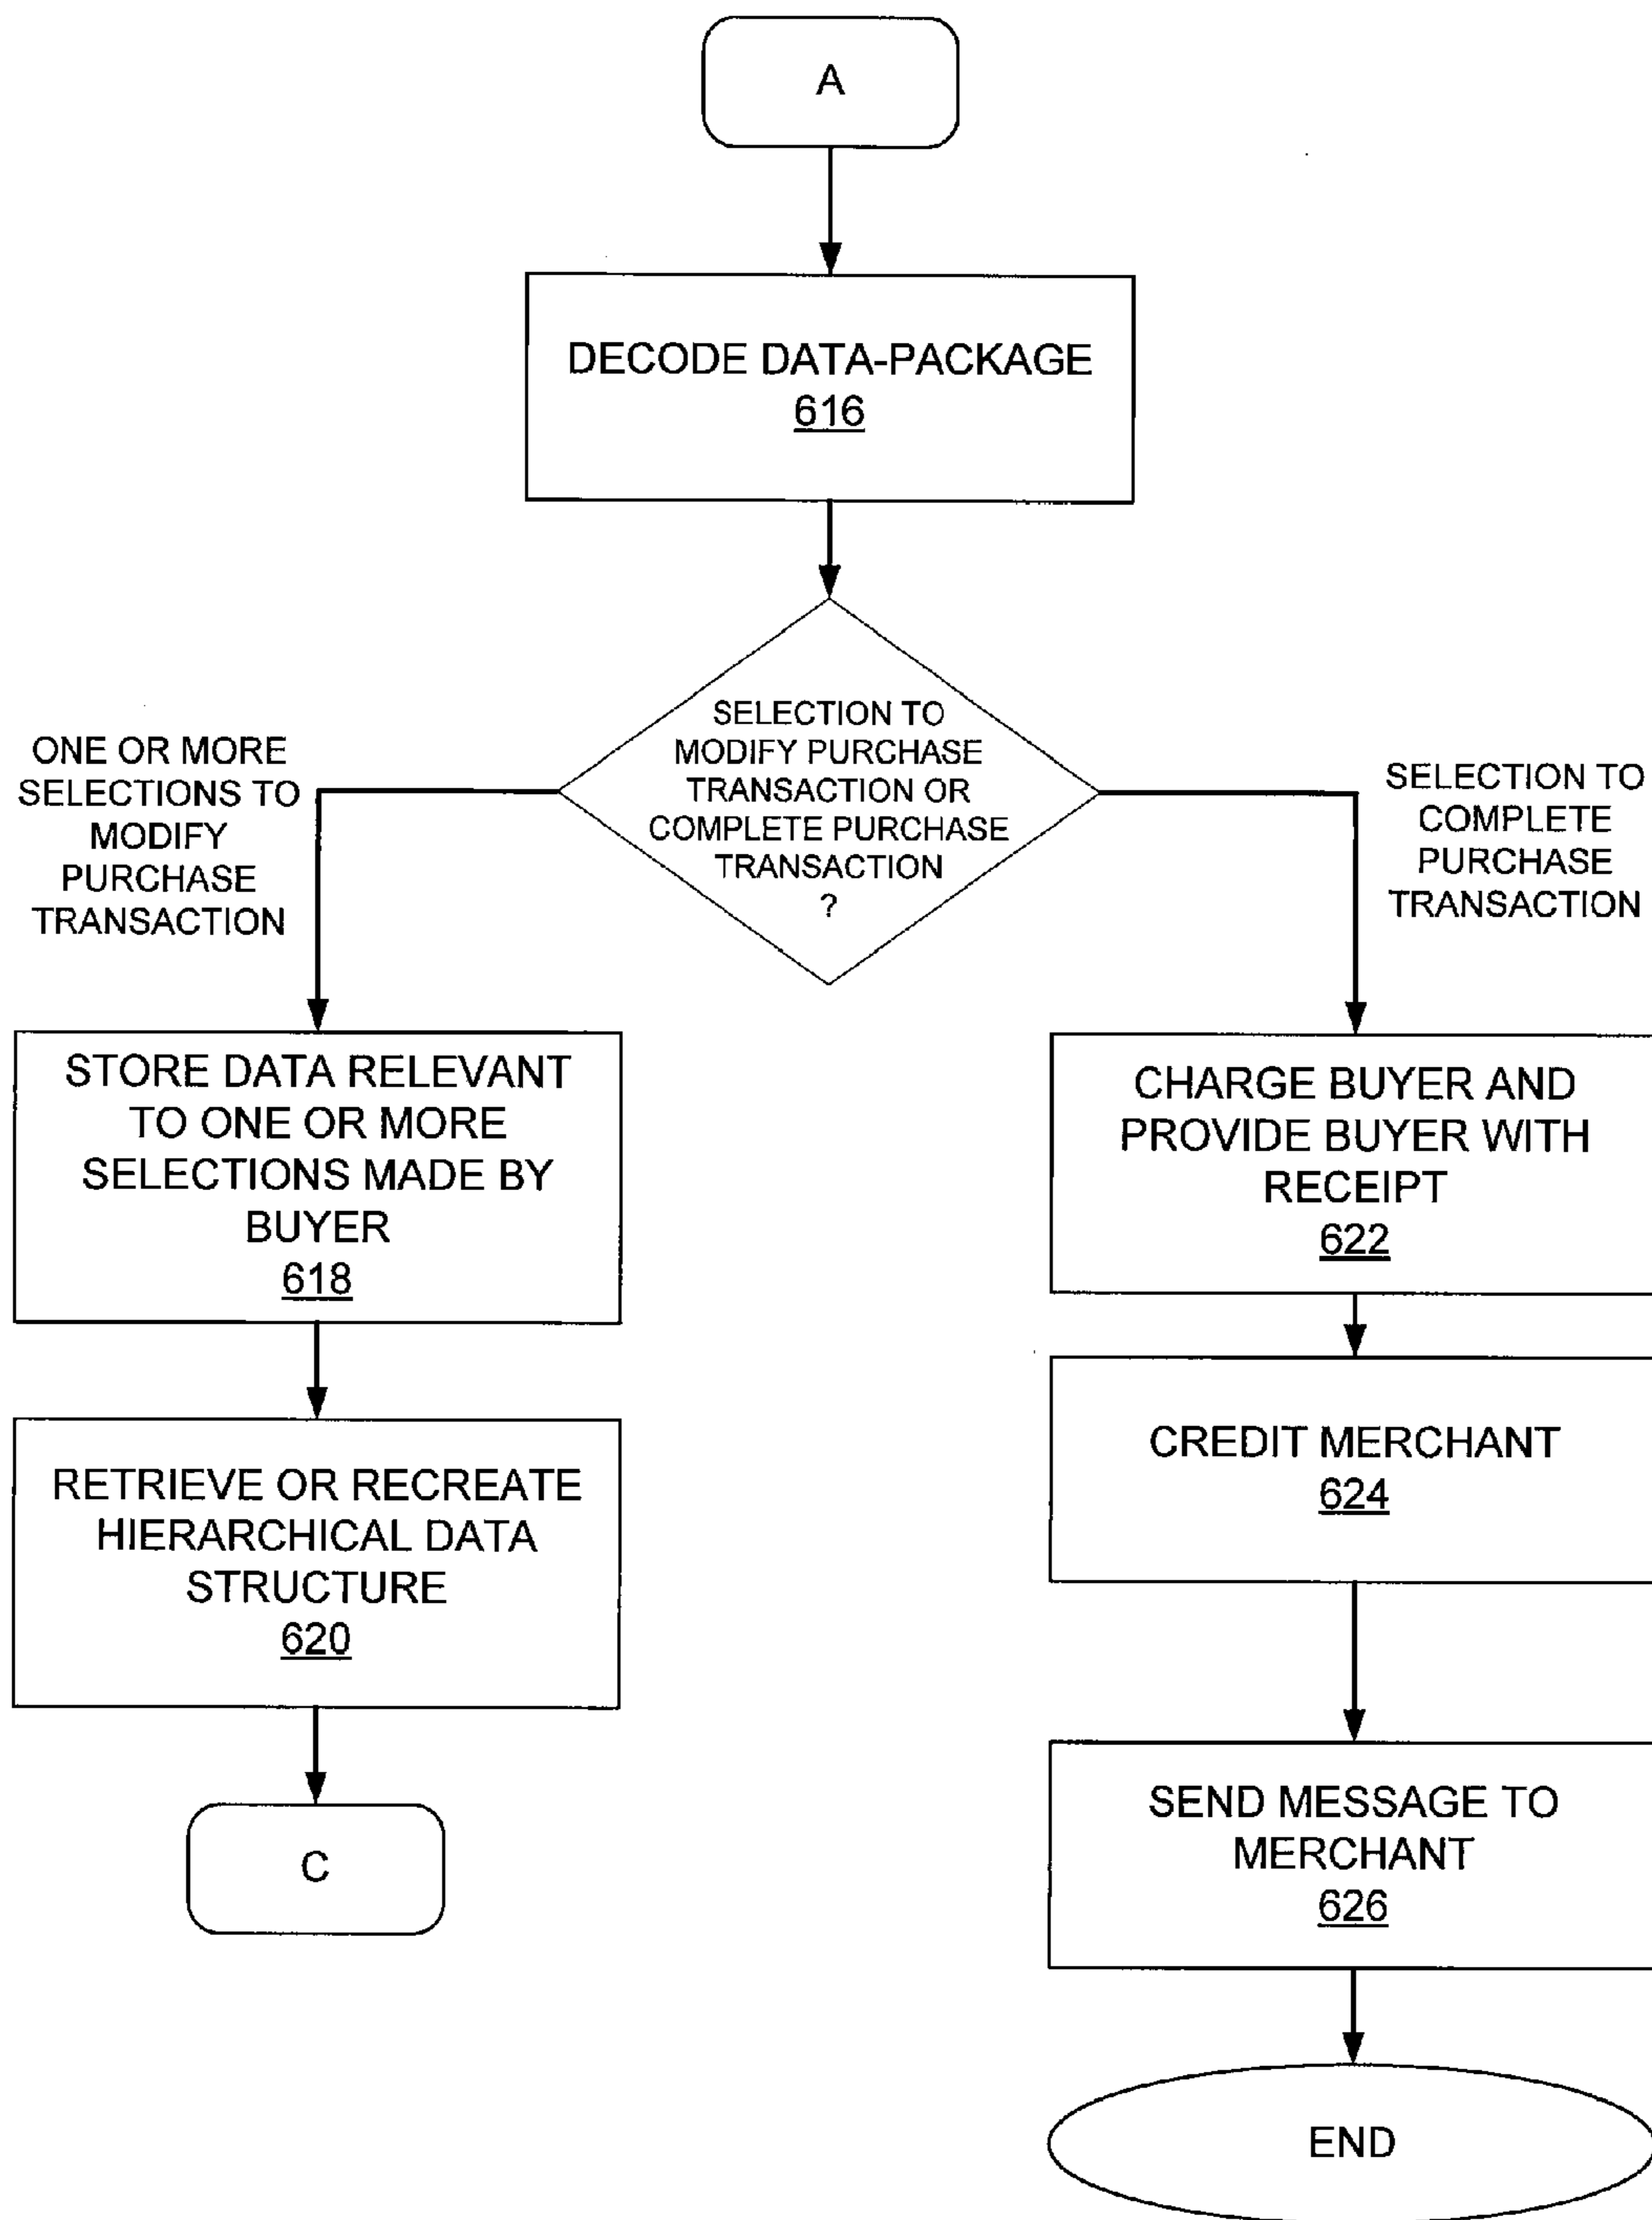 A
DECODE DATA-PACKAGE
616
SELECTION TO
MODIFY PURCHASE
TRANSACTION OR
COMPLETE PURCHASE
TRANSACTION
?
ONE OR MORE
SELECTIONS TO
MODIFY
PURCHASE
TRANSACTION
SELECTION TO
COMPLETE
PURCHASE
TRANSACTION
STORE DATA RELEVANT
TO ONE OR MORE
SELECTIONS MADE BY
BUYER
618
RETRIEVE OR RECREATE
HIERARCHICAL DATA
STRUCTURE
620
C
CHARGE BUYER AND
PROVIDE BUYER WITH
RECEIPT
622
CREDIT MERCHANT
624
SEND MESSAGE TO
MERCHANT
626
END